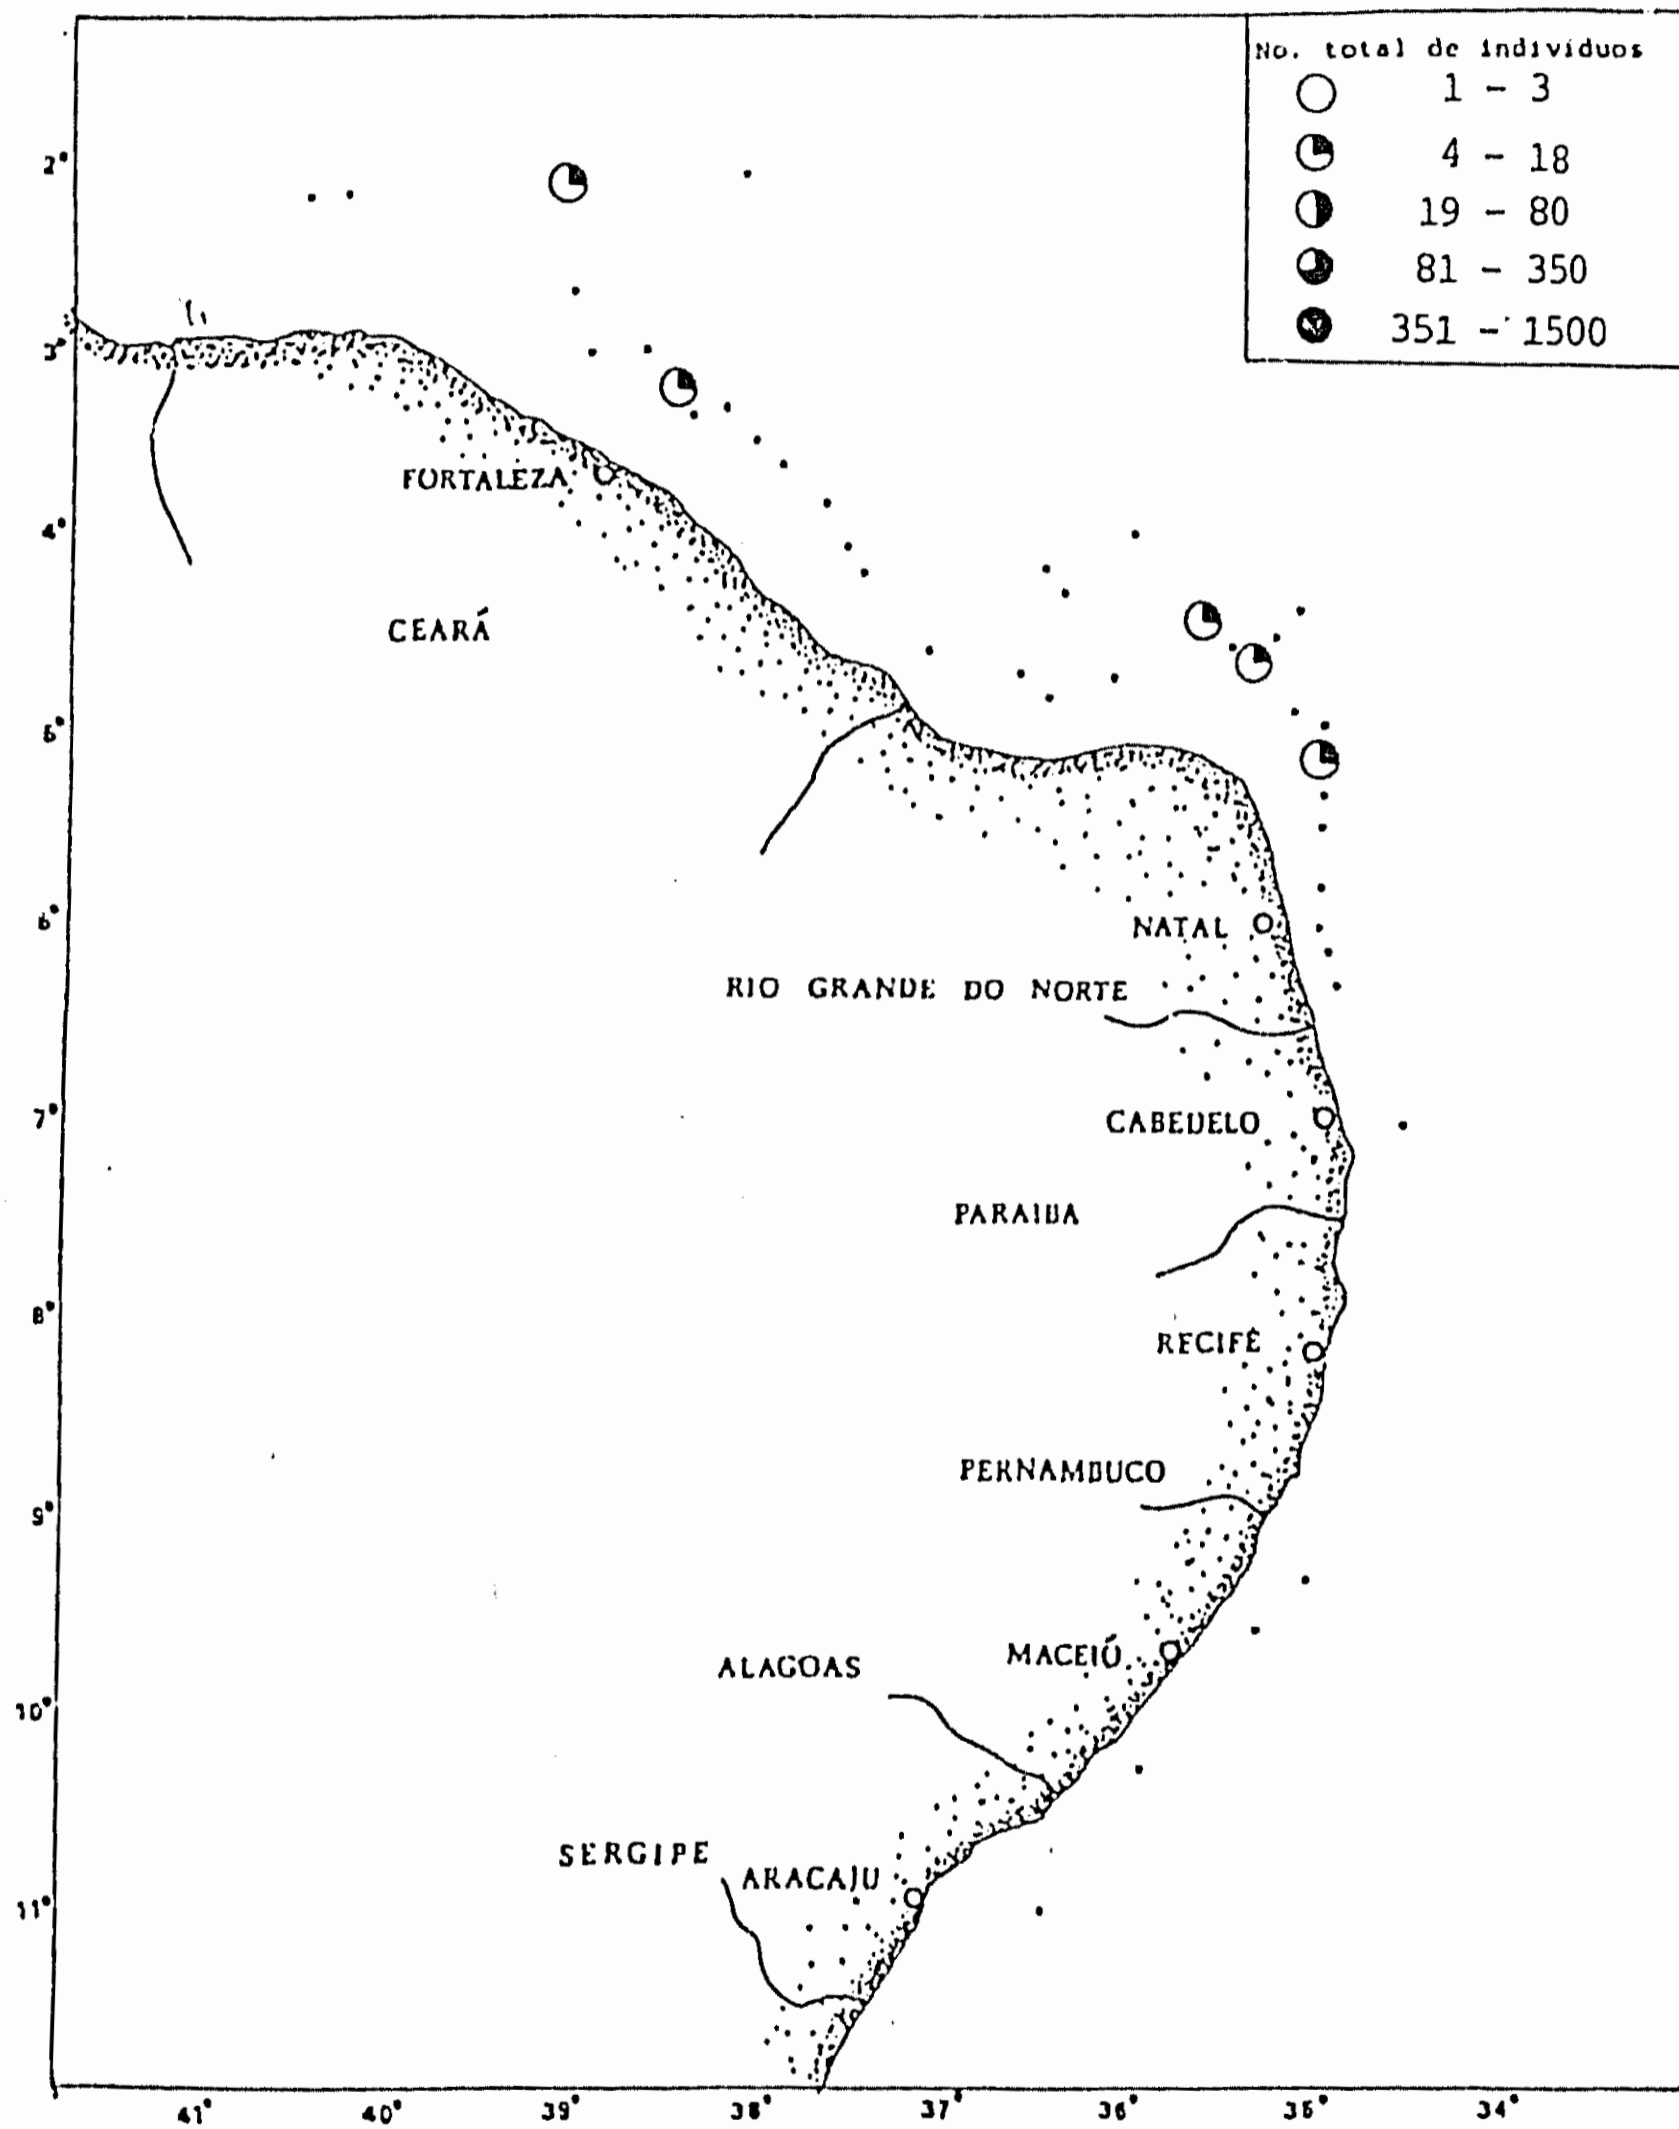 No. total de indivíduos
1 - 3
4 - 18
19 - 80
81 - 350
351 - 1500
2°
3°
FORTALEZA
4°
CEARÁ
5°
6°
NATAL
RIO GRANDE DO NORTE
7°
CABEDELO
PARAIBA
8°
RECIFE
PERNAMBUCO
9°
MACEIÓ
ALAGOAS
10°
SERGIPE
ARACAJU
11°
41° 40° 39° 38° 37° 36° 35° 34°